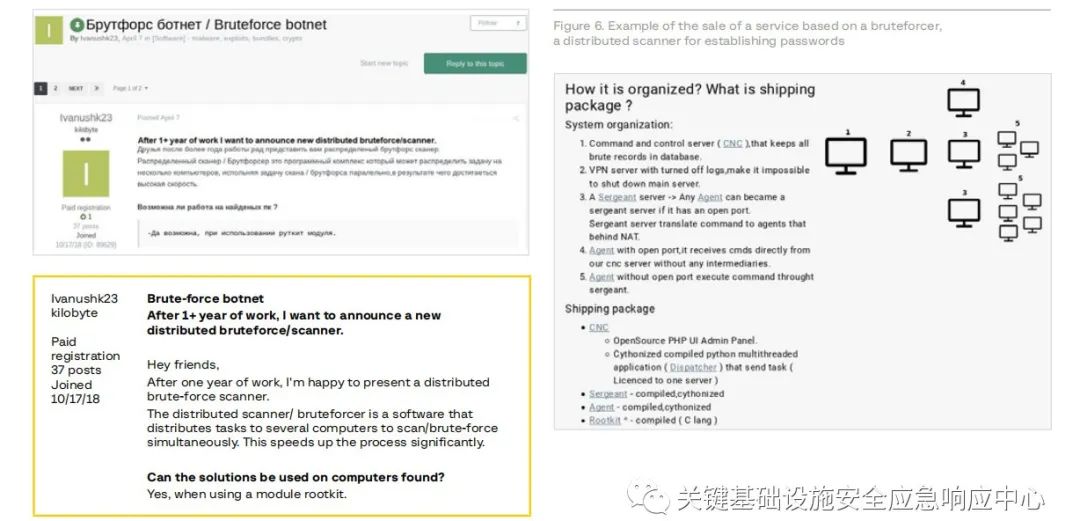 I
Брутфорс ботнет / Bruteforce botnet
By Ivanushk23, April 7 in [Software] - malware, exploits, bundles, crypts
Follow
Start new topic
Reply to this topic
1 2 NEXT » Page 1 of 2
Ivanushk23
kilobyte
I
Paid registration
1
37 posts
Joined
10/17/18 (ID: 89629)
Posted April 7
After 1+ year of work I want to announce new distributed bruteforce/scanner.
Друзья после более года работы рад представить вам распределеный брутфорс сканер.
Распределенный сканер / Брутфорсер это программный комплекс который может распределить задачу на
несколько компьютеров, исполняя задачу скана / брутфорса паралельно,в результате чего достигаеться
высокая скорость.
Возможна ли работа на найденых пк ?
-Да возможна, при использовании руткит модуля.
Ivanushk23
kilobyte
Paid
registration
37 posts
Joined
10/17/18
Brute-force botnet
After 1+ year of work, I want to announce a new
distributed bruteforce/scanner.
Hey friends,
After one year of work, I'm happy to present a distributed
brute-force scanner.
The distributed scanner/ bruteforcer is a software that
distributes tasks to several computers to scan/brute-force
simultaneously. This speeds up the process significantly.
Can the solutions be used on computers found?
Yes, when using a module rootkit.
Figure 6. Example of the sale of a service based on a bruteforcer,
a distributed scanner for establishing passwords
How it is organized? What is shipping
package ?
System organization:
1. Command and control server ( CNC ),that keeps all
brute records in database.
2. VPN server with turned off logs,make it impossible
to shut down main server.
3. A Sergeant server -> Any Agent can became a
sergeant server if it has an open port.
Sergeant server translate command to agents that
behind NAT.
4. Agent with open port,it receives cmds directly from
our cnc server without any intermediaries.
5. Agent without open port execute command throught
sergeant.
Shipping package
• CNC
○ OpenSource PHP UI Admin Panel.
○ Cythonized compiled python multithreaded
application ( Dispatcher ) that send task (
Licenced to one server )
• Sergeant - compiled,cythonized
• Agent - compiled,cythonized
• Rootkit * - compiled ( C lang )
1
2
3
4
5
3
5
关键基础设施安全应急响应中心